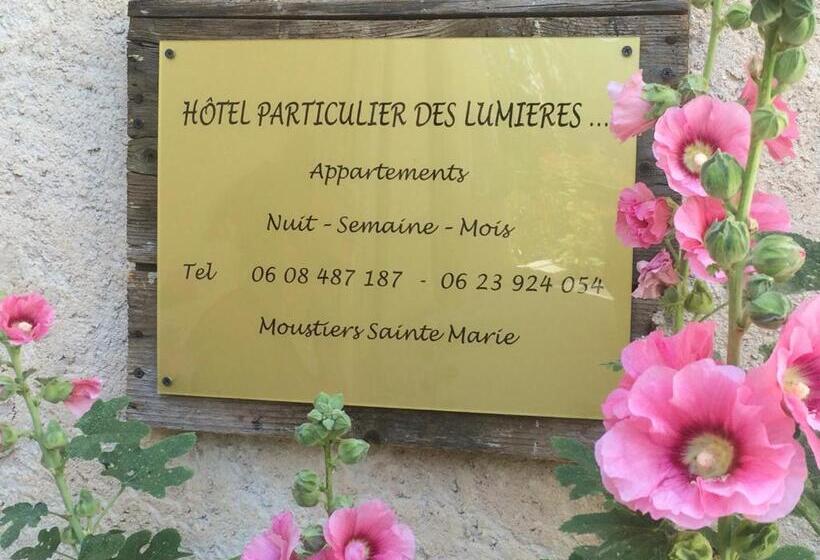 HÔTEL PARTICULIER DES LUMIERES ...
Appartements
Nuit - Semaine - Mois
Tel 06 08 487 187 - 06 23 924 054
Moustiers Sainte Marie